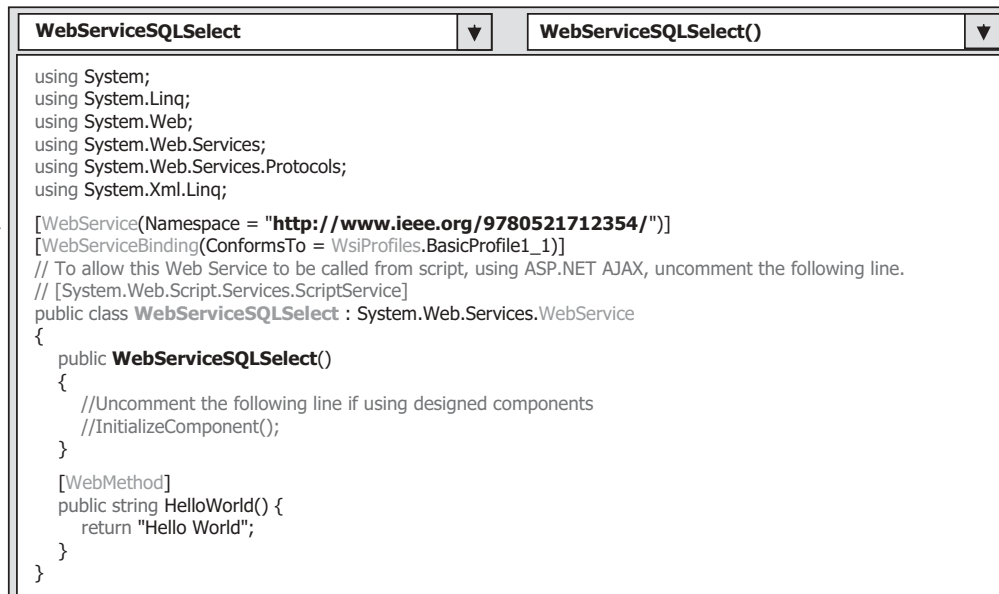 WebServiceSQLSelect WebServiceSQLSelect()
using System;
using System.Linq;
using System.Web;
using System.Web.Services;
using System.Web.Services.Protocols;
using System.Xml.Linq;
[WebService(Namespace = "http://www.ieee.org/9780521712354/")]
[WebServiceBinding(ConformsTo = WsiProfiles.BasicProfile1_1)]
// To allow this Web Service to be called from script, using ASP.NET AJAX, uncomment the following line.
// [System.Web.Script.Services.ScriptService]
public class WebServiceSQLSelect : System.Web.Services.WebService
{
public WebServiceSQLSelect()
{
//Uncomment the following line if using designed components
//InitializeComponent();
}
[WebMethod]
public string HelloWorld() {
return "Hello World";
}
}